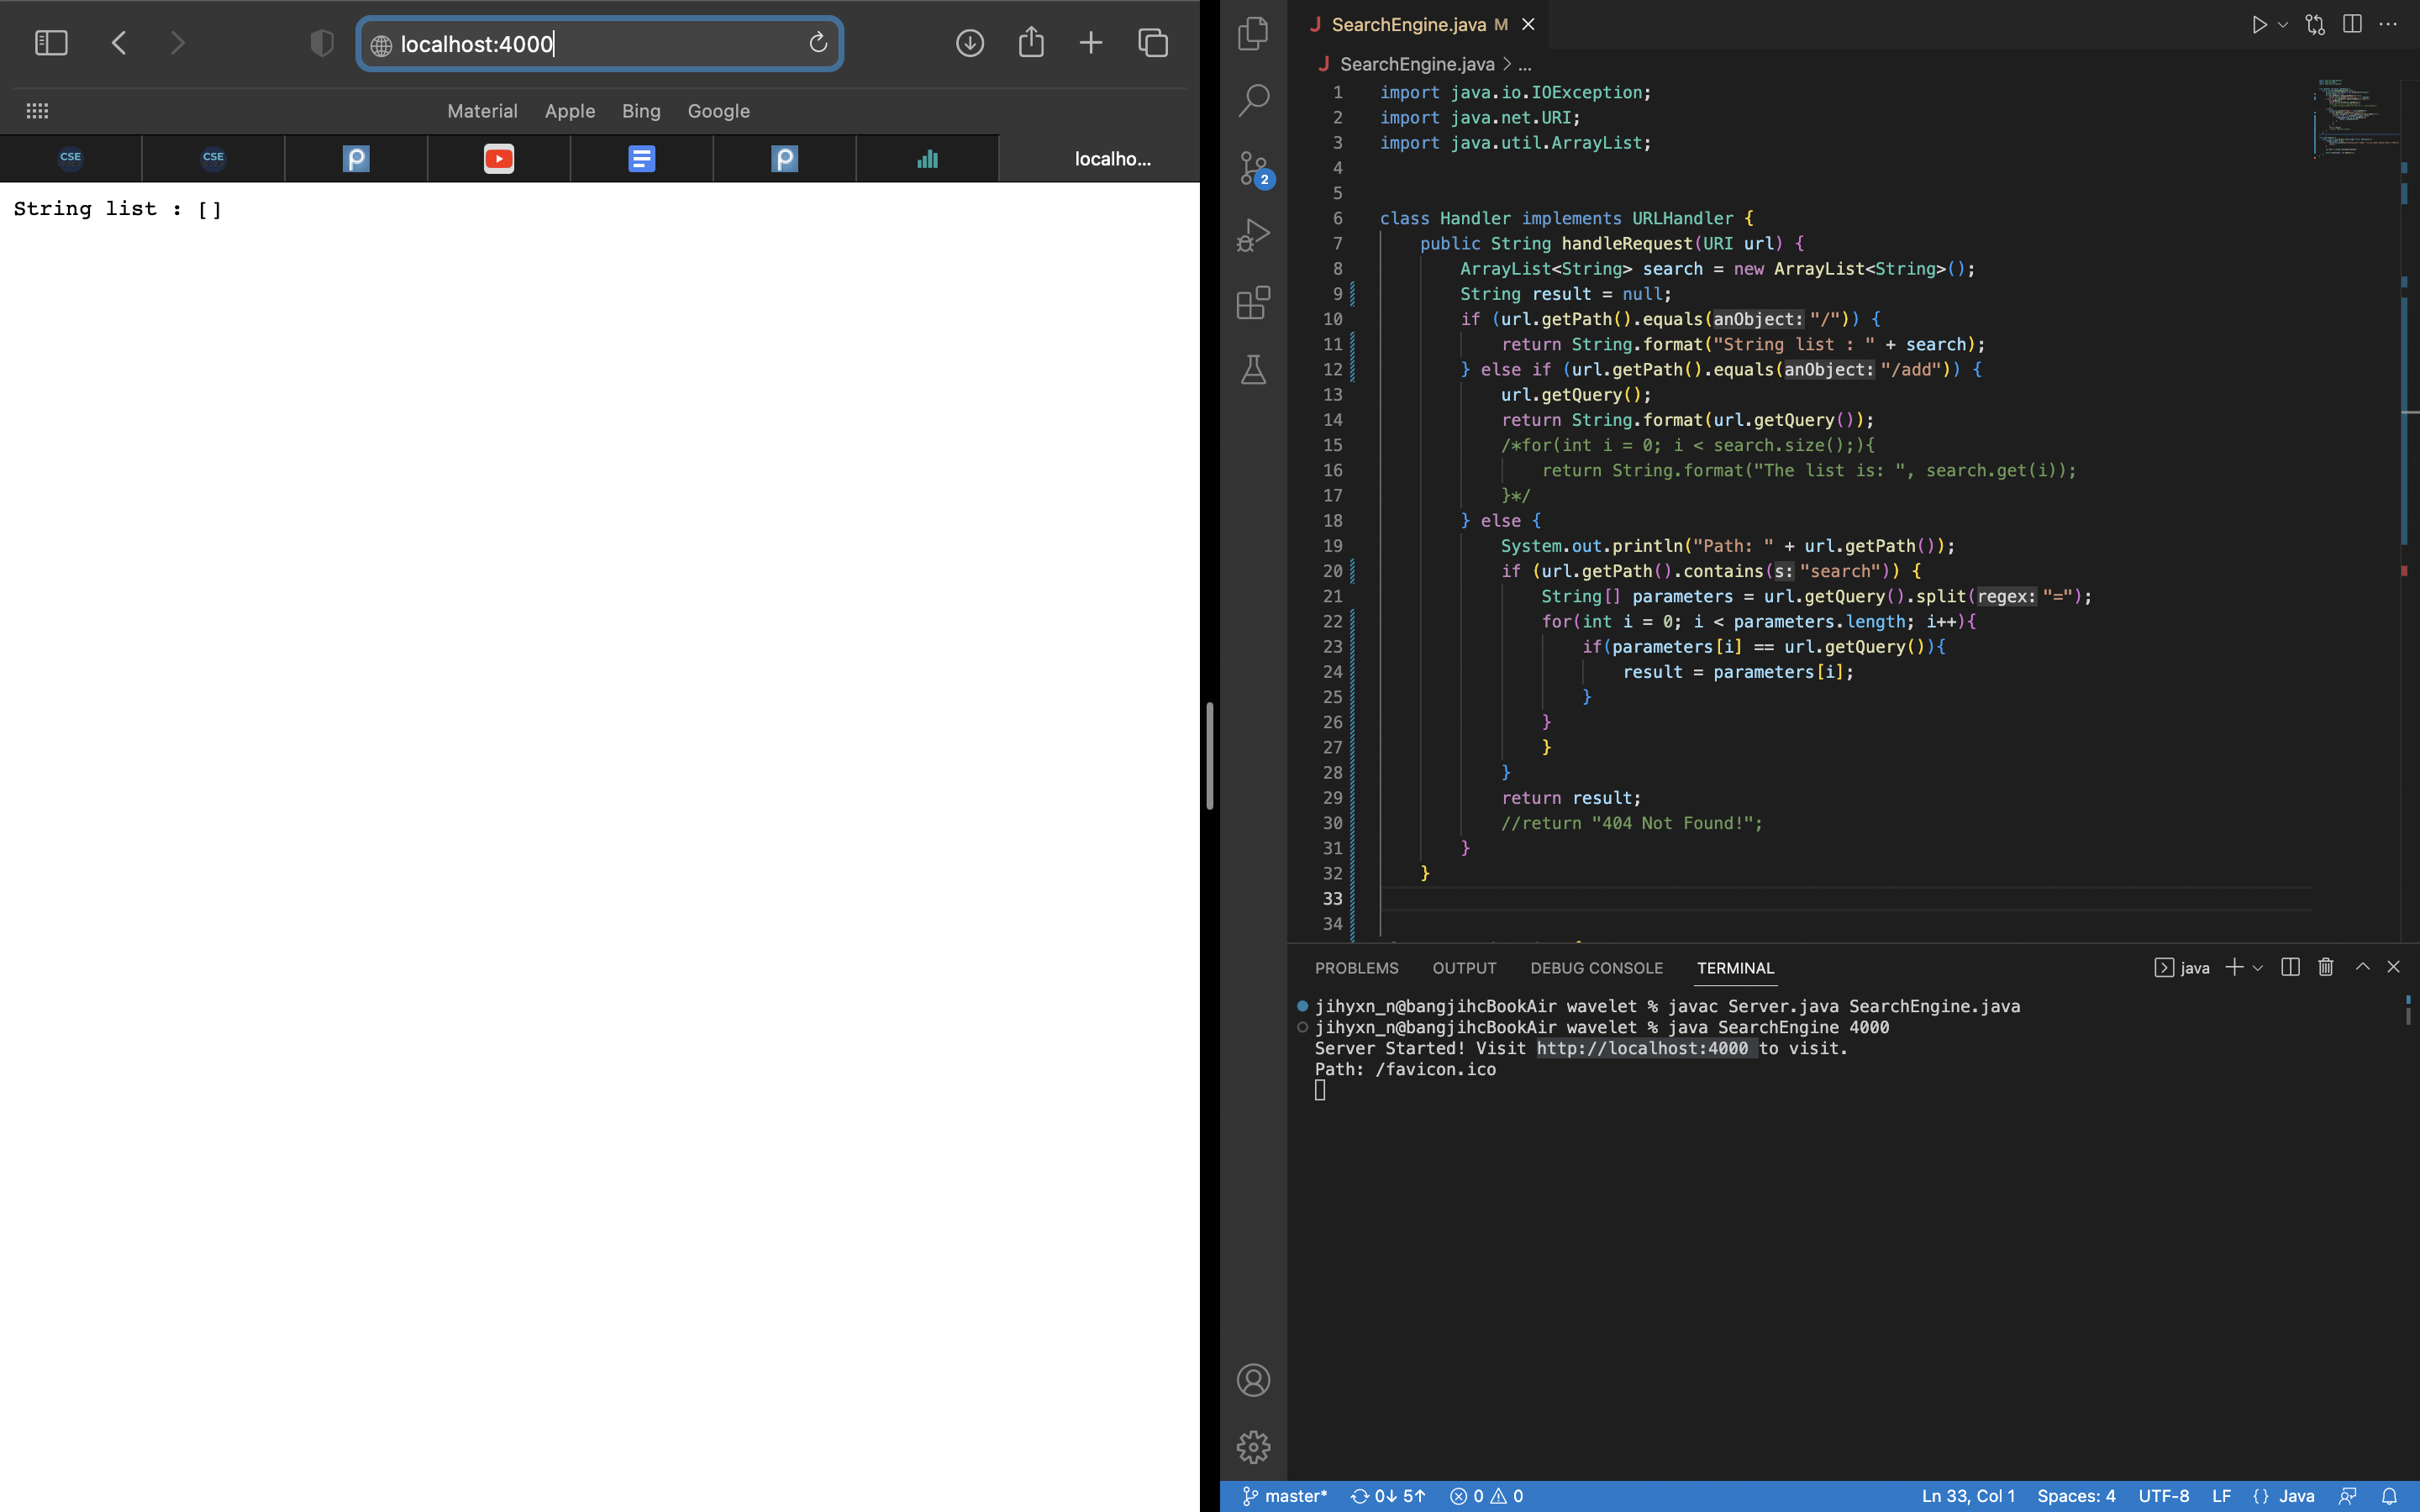 localhost:4000
Material Apple Bing Google
CSE CSE localho...
String list : []
SearchEngine.java M
SearchEngine.java > ...
1 import java.io.IOException;
2 import java.net.URI;
3 import java.util.ArrayList;
4
5
6 class Handler implements URLHandler {
7 public String handleRequest(URI url) {
8 ArrayList<String> search = new ArrayList<String>();
9 String result = null;
10 if (url.getPath().equals(anObject: "/")) {
11 return String.format("String list : " + search);
12 } else if (url.getPath().equals(anObject: "/add")) {
13 url.getQuery();
14 return String.format(url.getQuery());
15 /*for(int i = 0; i < search.size();){
16 return String.format("The list is: ", search.get(i));
17 }*/
18 } else {
19 System.out.println("Path: " + url.getPath());
20 if (url.getPath().contains(s: "search")) {
21 String[] parameters = url.getQuery().split(regex: "=");
22 for(int i = 0; i < parameters.length; i++){
23 if(parameters[i] == url.getQuery()){
24 result = parameters[i];
25 }
26 }
27 }
28 }
29 return result;
30 //return "404 Not Found!";
31 }
32 }
33
34
PROBLEMS OUTPUT DEBUG CONSOLE TERMINAL java
jihyxn_n@bangjihcBookAir wavelet % javac Server.java SearchEngine.java
jihyxn_n@bangjihcBookAir wavelet % java SearchEngine 4000
Server Started! Visit http://localhost:4000 to visit.
Path: /favicon.ico
2
master* 0↓ 5↑ 0 0 Ln 33, Col 1 Spaces: 4 UTF-8 LF {} Java